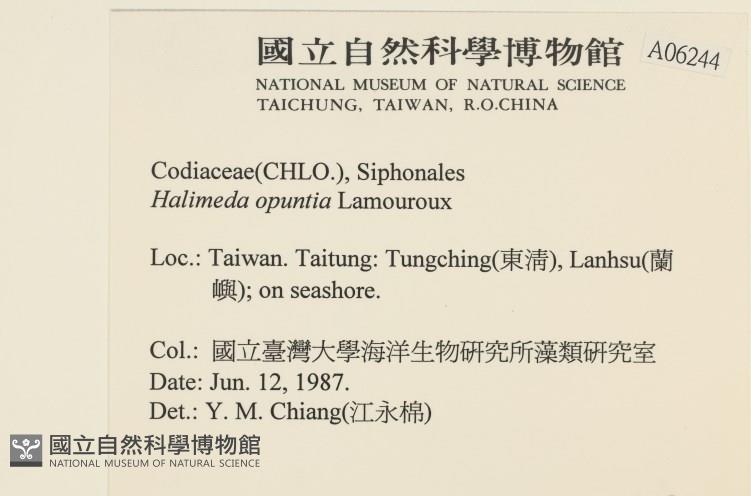 國立自然科學博物館
A06244
NATIONAL MUSEUM OF NATURAL SCIENCE
TAICHUNG, TAIWAN, R.O.CHINA
Codiaceae(CHLO.), Siphonales
Halimeda opuntia Lamouroux
Loc.: Taiwan. Taitung: Tungching(東淸), Lanhsu(蘭
嶼); on seashore.
Col.: 國立臺灣大學海洋生物研究所藻類研究室
Date: Jun. 12, 1987.
Det.: Y. M. Chiang(江永棉)
國立自然科學博物館
NATIONAL MUSEUM OF NATURAL SCIENCE